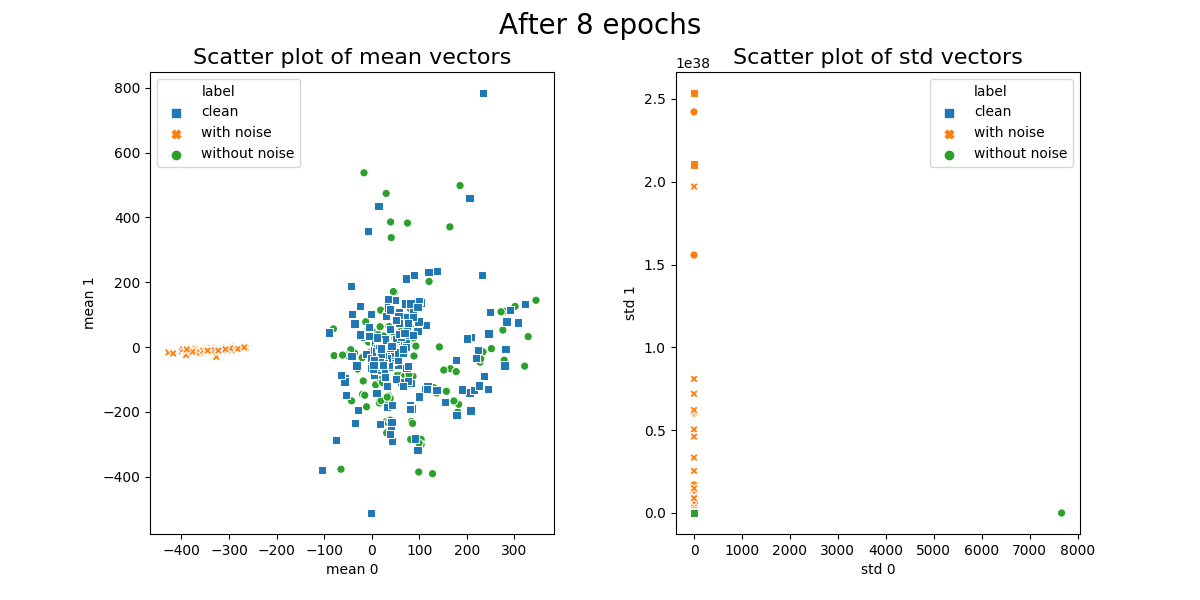 After 8 epochs
Scatter plot of mean vectors
800
600
400
200
0
−200
−400
mean 1
label
clean
with noise
without noise
−400 −300 −200 −100 0 100 200 300
mean 0
Scatter plot of std vectors
1e38
2.5
2.0
1.5
1.0
0.5
0.0
std 1
label
clean
with noise
without noise
0 1000 2000 3000 4000 5000 6000 7000 8000
std 0